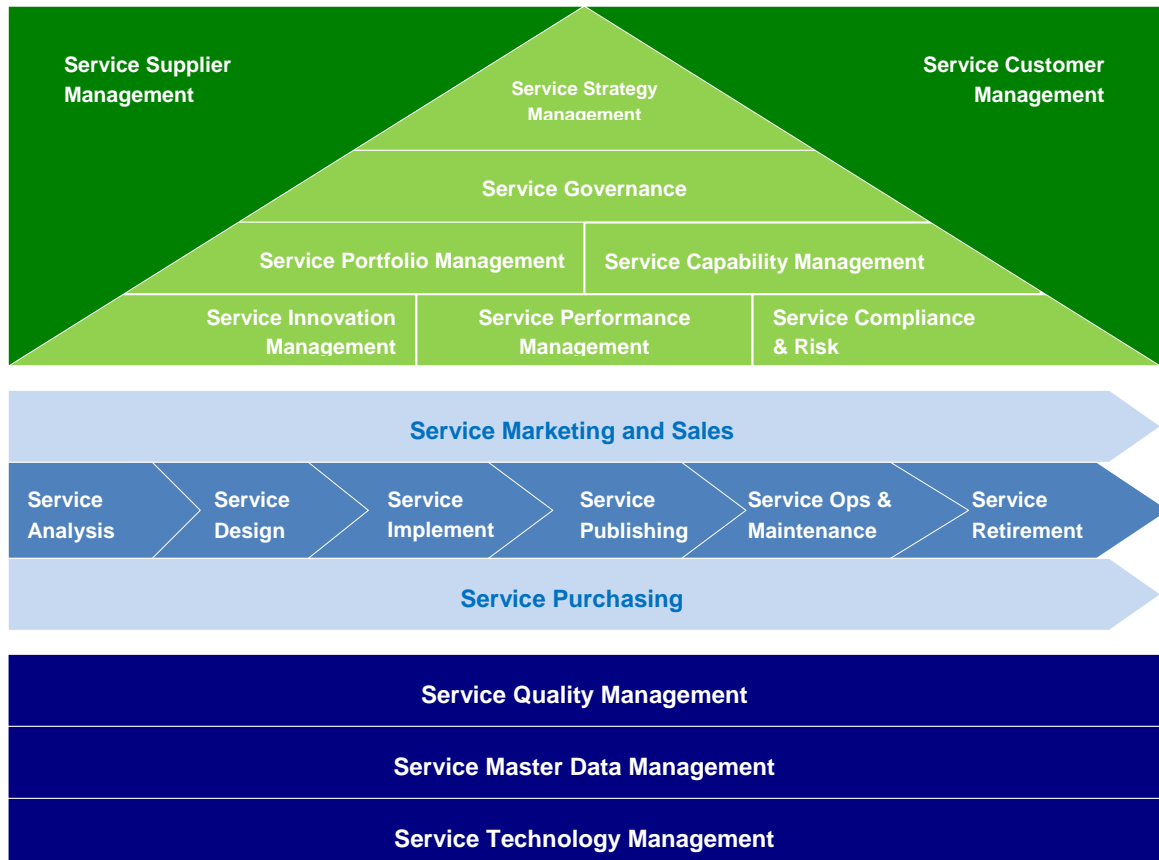 Service Supplier
Management
Service Customer
Management
Service Strategy
Management
Service Governance
Service Portfolio Management
Service Capability Management
Service Innovation
Management
Service Performance
Management
Service Compliance
& Risk
Service Marketing and Sales
Service
Analysis
Service
Design
Service
Implement
Service
Publishing
Service Ops &
Maintenance
Service
Retirement
Service Purchasing
Service Quality Management
Service Master Data Management
Service Technology Management